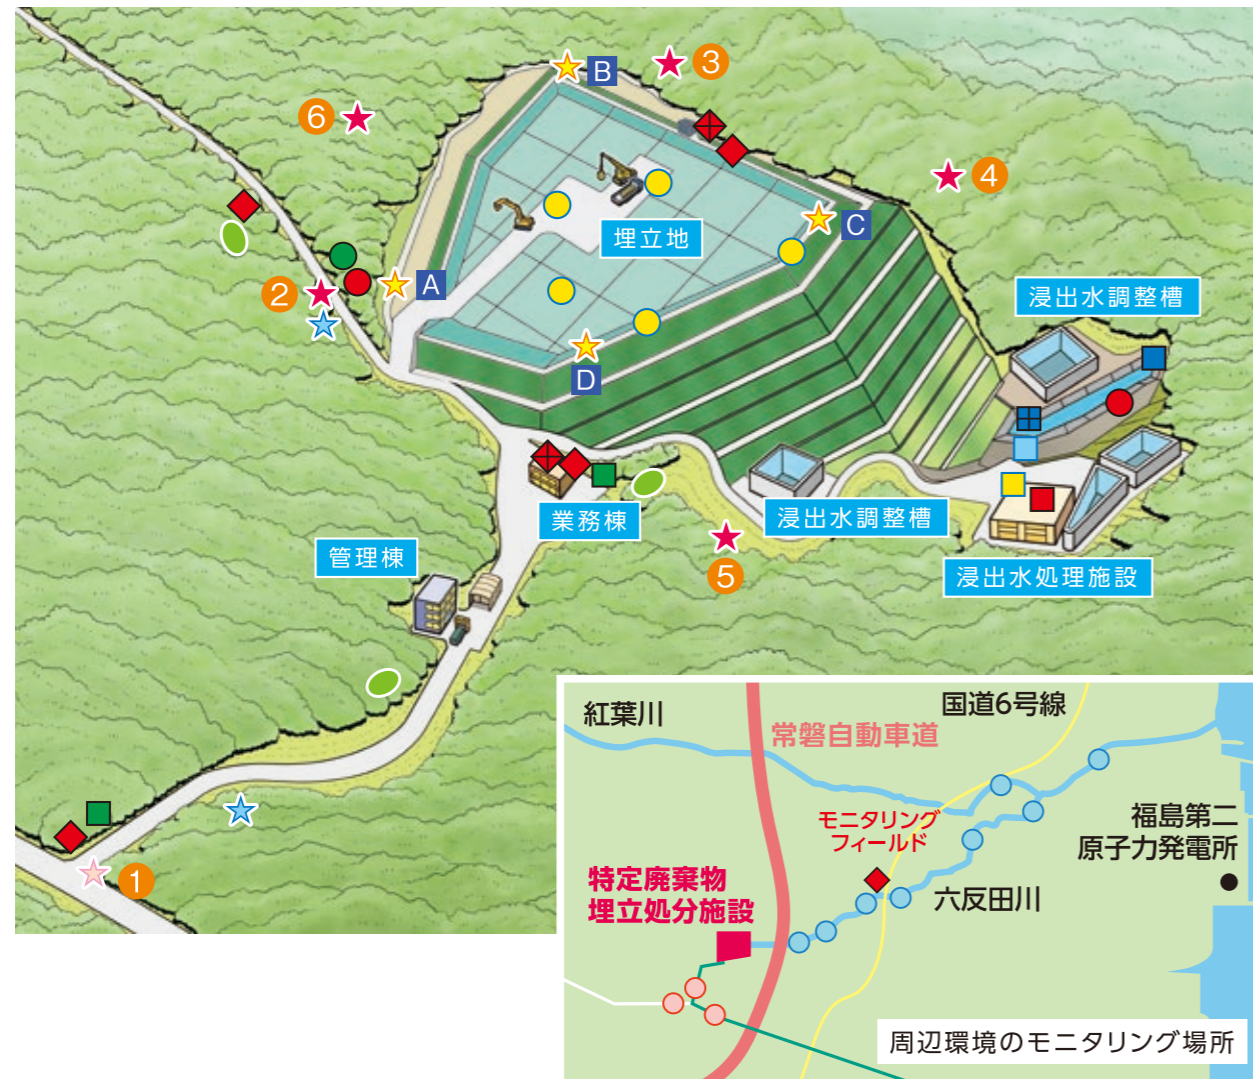 B
3
6
4
埋立地
C
A
2
浸出水調整槽
D
業務棟
浸出水調整槽
管理棟
5
浸出水処理施設
1
紅葉川
国道6号線
常磐自動車道
モニタリング
フィールド
福島第二
原子力発電所
特定廃棄物
埋立処分施設
六反田川
周辺環境のモニタリング場所